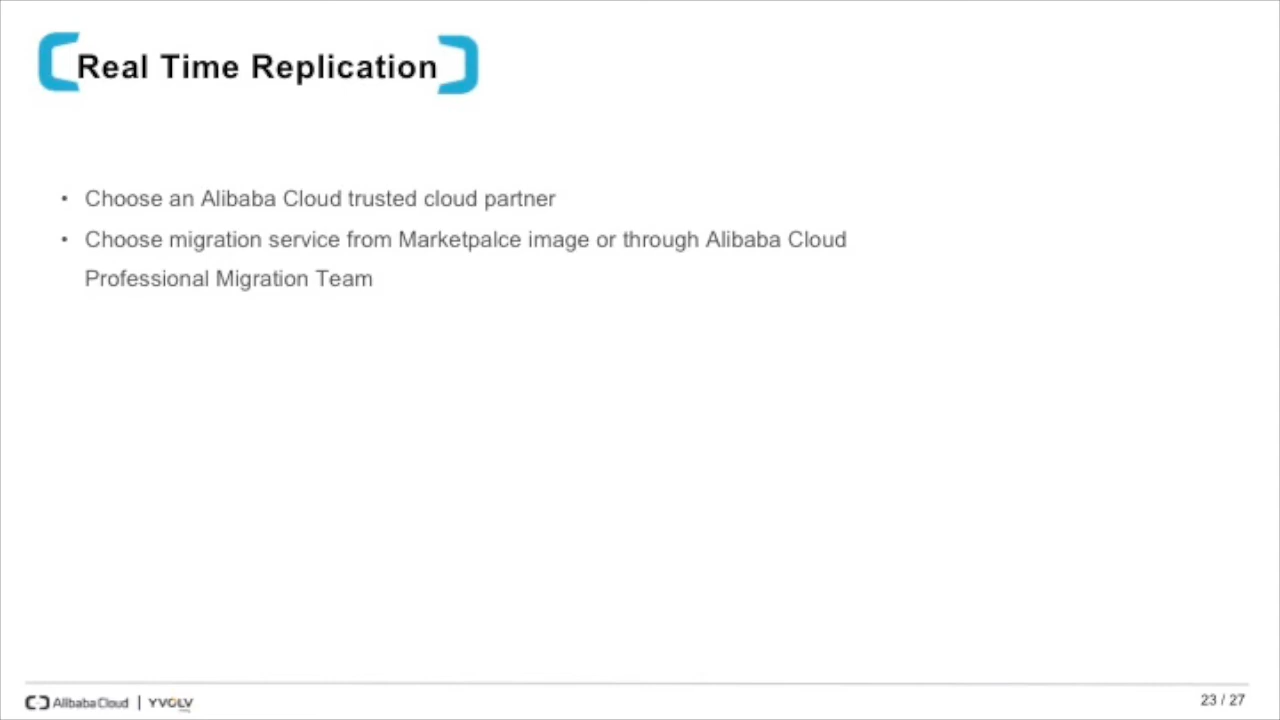 Real Time Replication
• Choose an Alibaba Cloud trusted cloud partner
• Choose migration service from Marketpalce image or through Alibaba Cloud
Professional Migration Team
Alibaba Cloud | YVOLV
23 / 27